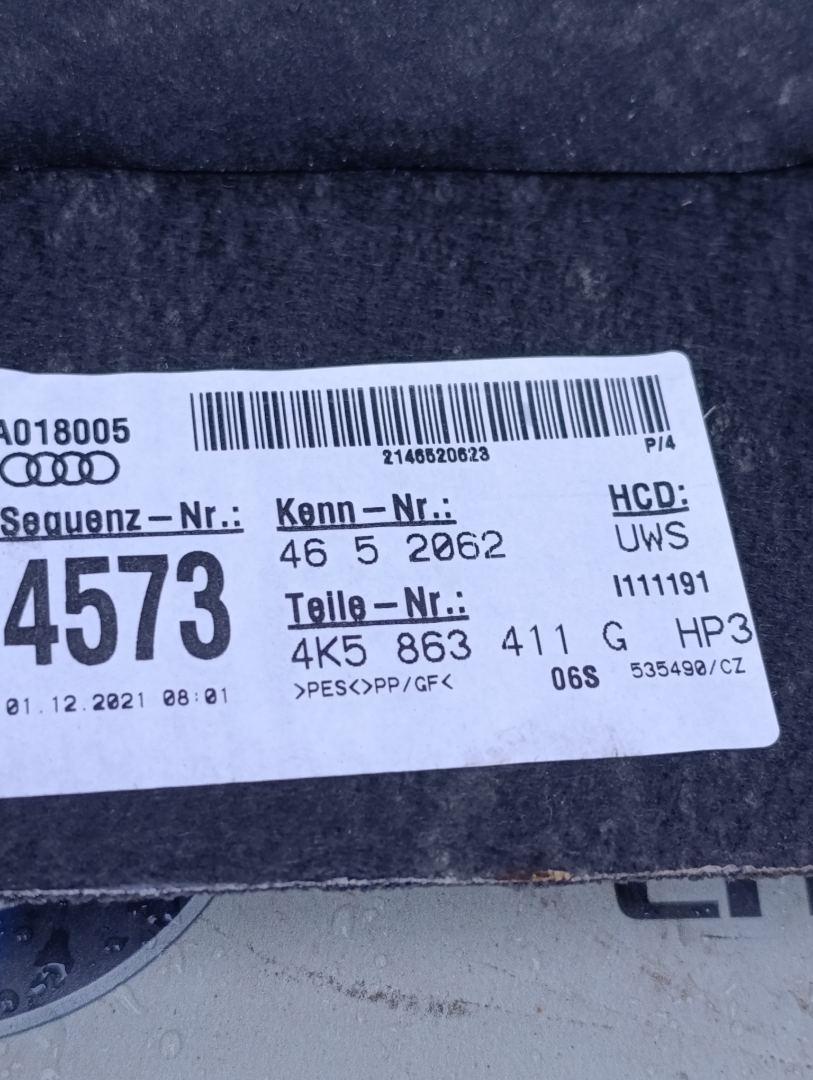 A018005
2146520623
P/4
Sequenz-Nr.:
4573
01.12.2021 08:01
Kenn-Nr.:
46 5 2062
HCD:
UWS
I111191
Teile-Nr.:
4K5 863 411 G HP3
>PES<>PP/GF<
06S
535490/CZ